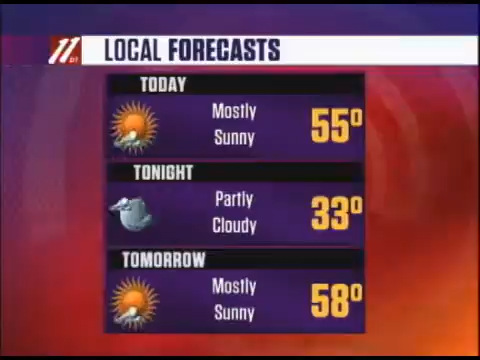 11
LOCAL FORECASTS
TODAY
Mostly
Sunny
55°
TONIGHT
Partly
Cloudy
33°
TOMORROW
Mostly
Sunny
58°